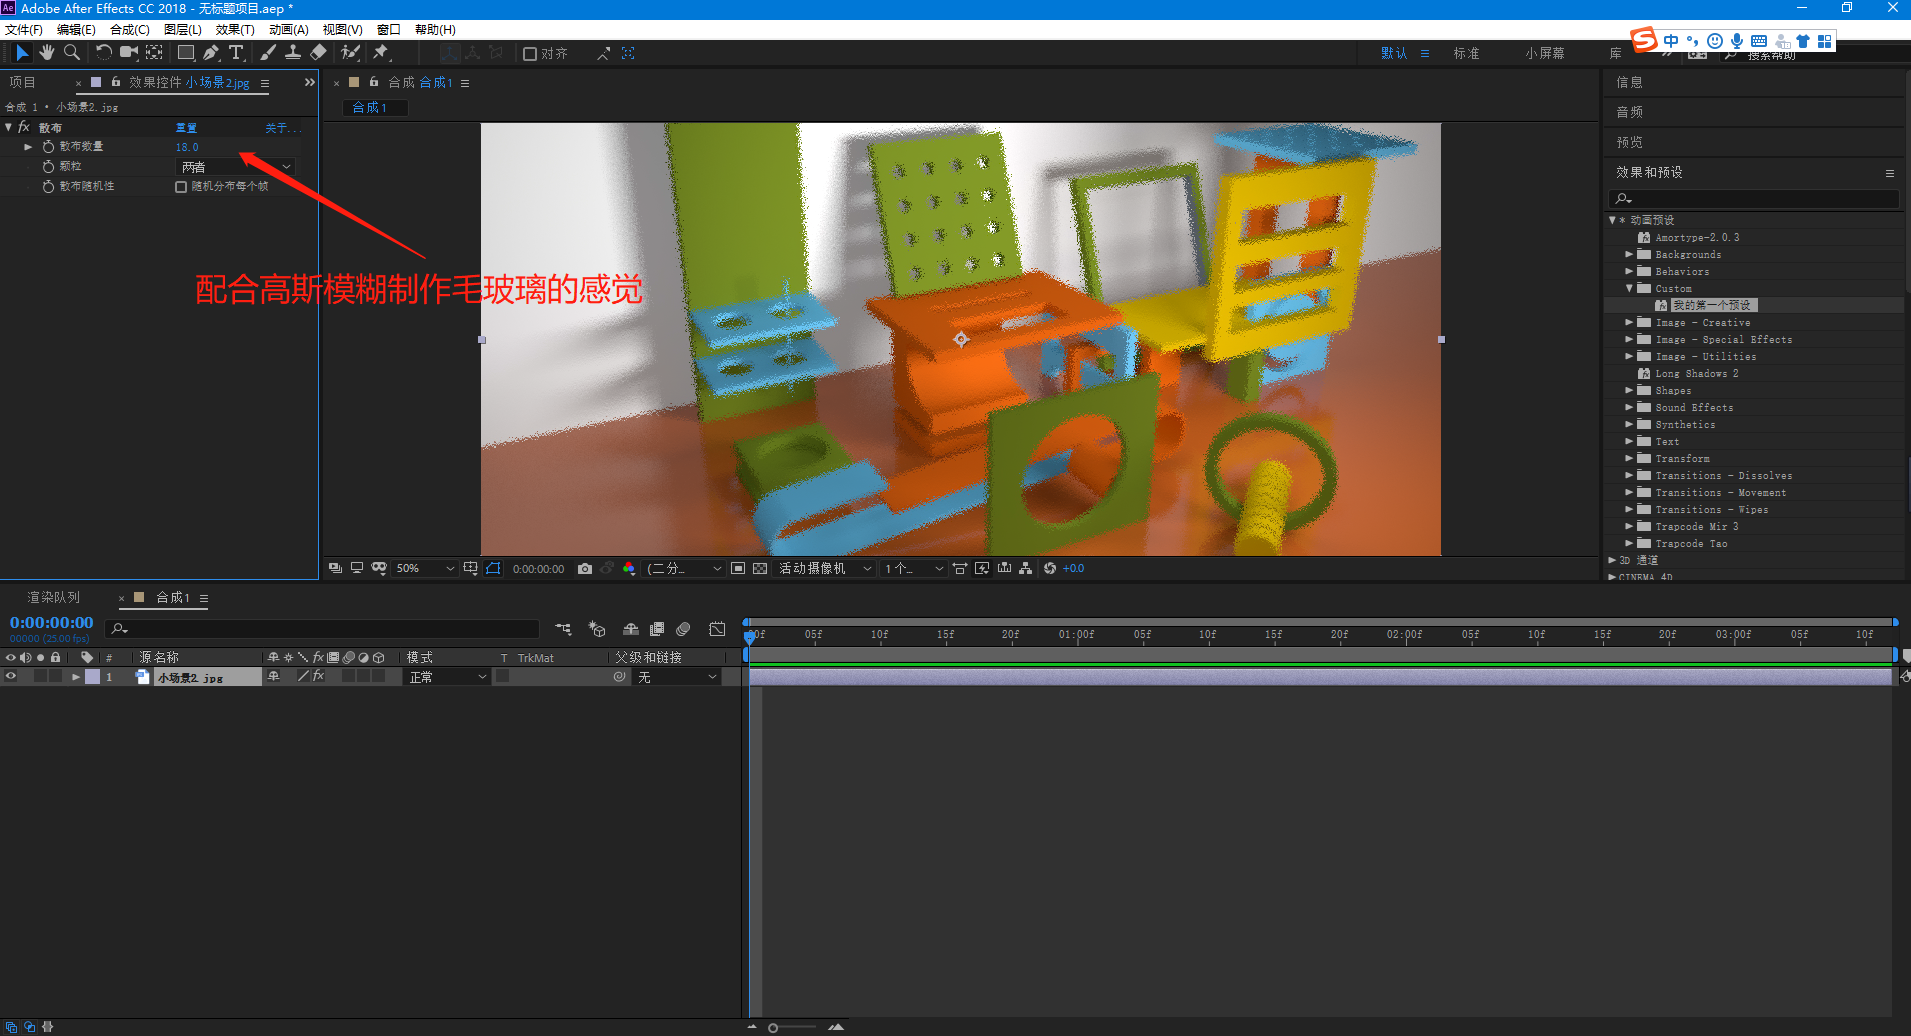 Adobe After Effects CC 2018 - 无标题项目.aep *
文件(F) 编辑(E) 合成(C) 图层(L) 效果(T) 动画(A) 视图(V) 窗口 帮助(H)
对齐 默认 标准 小屏幕 库 搜索帮助
中
项目 效果控件 小场景2.jpg
合成 1 • 小场景2.jpg
fx 散布 重置 关于...
散布数量 18.0
颗粒 两者
散布随机性 随机分布每个帧
配合高斯模糊制作毛玻璃的感觉
合成 合成1
合成1
50% 0:00:00:00 (二分... 活动摄像机 1个... +0.0
信息
音频
预览
效果和预设
* 动画预设
Amortype-2.0.3
Backgrounds
Behaviors
Custom
我的第一个预设
Image - Creative
Image - Special Effects
Image - Utilities
Long Shadows 2
Shapes
Sound Effects
Synthetics
Text
Transform
Transitions - Dissolves
Transitions - Movement
Transitions - Wipes
Trapcode Mir 3
Trapcode Tao
3D 通道
CINEMA 4D
渲染队列 合成1
0:00:00:00
00000 (25.00 fps)
00f 05f 10f 15f 20f 01:00f 05f 10f 15f 20f 02:00f 05f 10f 15f 20f 03:00f 05f 10f
# 源名称 fx 模式 T TrkMat 父级和链接
1 小场景2.jpg fx 正常 无